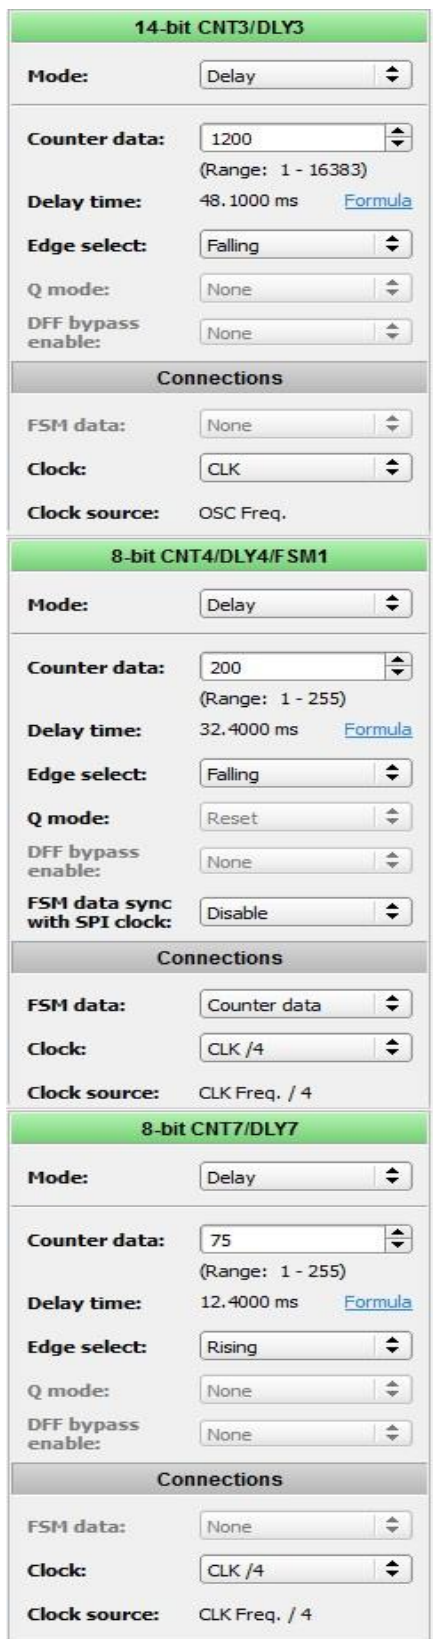 14-bit CNT3/DLY3
Mode: Delay
Counter data: 1200
(Range: 1 - 16383)
Delay time: 48.1000 ms Formula
Edge select: Falling
Q mode: None
DFF bypass
enable: None
Connections
FSM data: None
Clock: CLK
Clock source: OSC Freq.
8-bit CNT4/DLY4/FSM1
Mode: Delay
Counter data: 200
(Range: 1 - 255)
Delay time: 32.4000 ms Formula
Edge select: Falling
Q mode: Reset
DFF bypass
enable: None
FSM data sync
with SPI clock: Disable
Connections
FSM data: Counter data
Clock: CLK /4
Clock source: CLK Freq. / 4
8-bit CNT7/DLY7
Mode: Delay
Counter data: 75
(Range: 1 - 255)
Delay time: 12.4000 ms Formula
Edge select: Rising
Q mode: None
DFF bypass
enable: None
Connections
FSM data: None
Clock: CLK /4
Clock source: CLK Freq. / 4